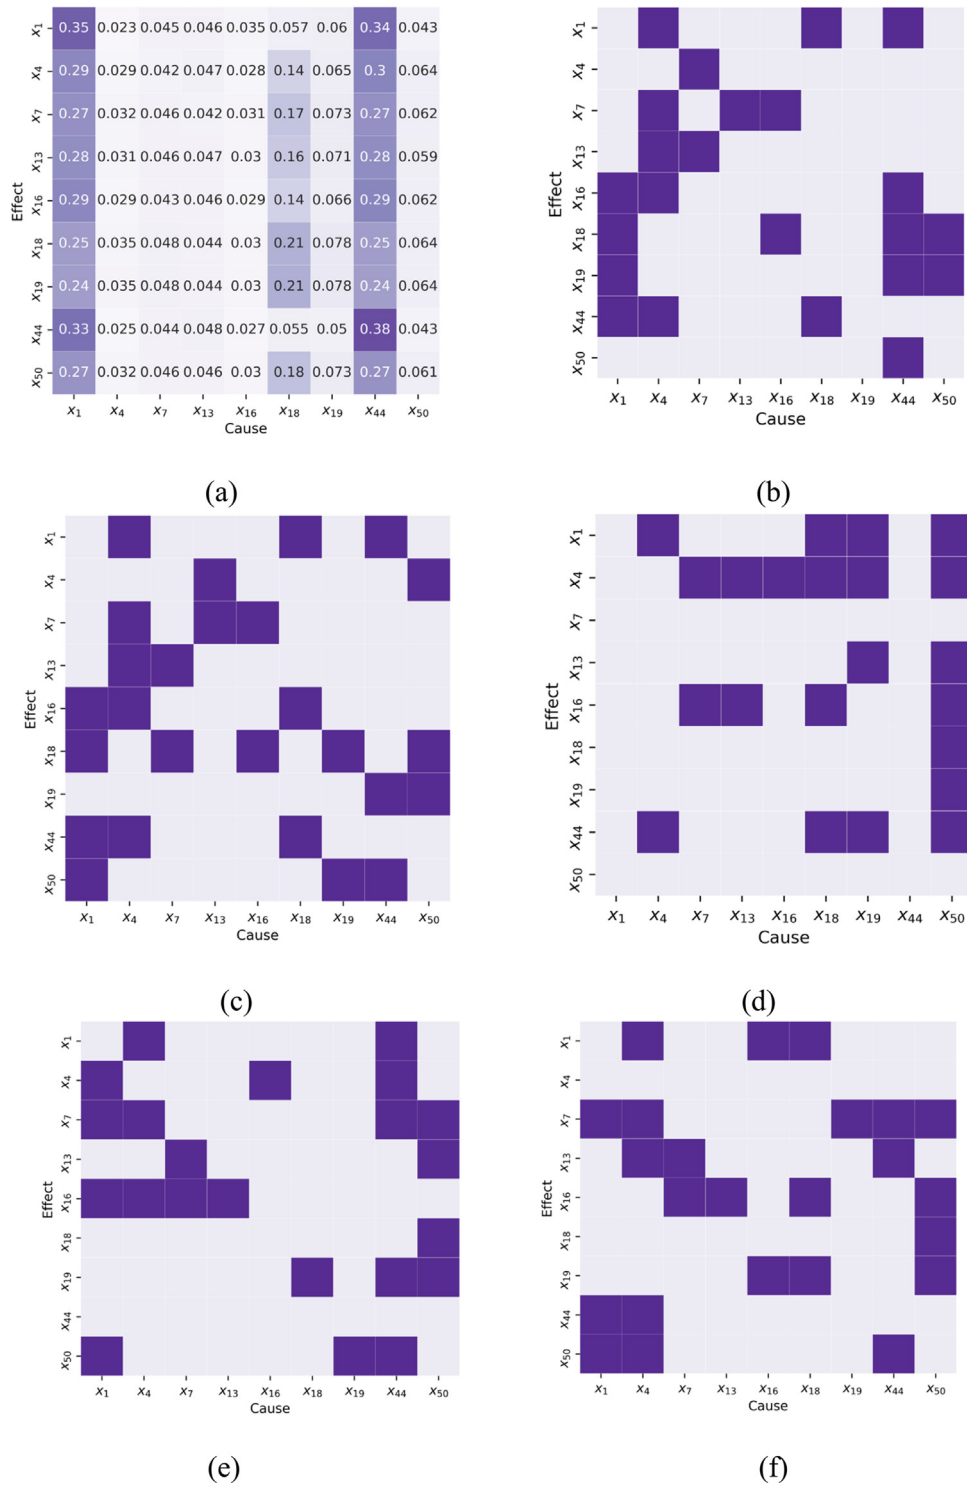 x1 0.35 0.023 0.045 0.046 0.035 0.057 0.06 0.34 0.043
x4 0.29 0.029 0.042 0.047 0.028 0.14 0.065 0.3 0.064
x7 0.27 0.032 0.046 0.042 0.031 0.17 0.073 0.27 0.062
x13 0.28 0.031 0.046 0.047 0.03 0.16 0.071 0.28 0.059
x16 0.29 0.029 0.043 0.046 0.029 0.14 0.066 0.29 0.062
x18 0.25 0.035 0.048 0.044 0.03 0.21 0.078 0.25 0.064
x19 0.24 0.035 0.048 0.044 0.03 0.21 0.078 0.24 0.064
x44 0.33 0.025 0.044 0.048 0.027 0.055 0.05 0.38 0.043
x50 0.27 0.032 0.046 0.046 0.03 0.18 0.073 0.27 0.061
Effect
x1 x4 x7 x13 x16 x18 x19 x44 x50
Cause
(a)
x1
x4
x7
x13
x16
x18
x19
x44
x50
Effect
x1 x4 x7 x13 x16 x18 x19 x44 x50
Cause
(b)
x1
x4
x7
x13
x16
x18
x19
x44
x50
Effect
x1 x4 x7 x13 x16 x18 x19 x44 x50
Cause
(c)
x1
x4
x7
x13
x16
x18
x19
x44
x50
Effect
x1 x4 x7 x13 x16 x18 x19 x44 x50
Cause
(d)
x1
x4
x7
x13
x16
x18
x19
x44
x50
Effect
x1 x4 x7 x13 x16 x18 x19 x44 x50
Cause
(e)
x1
x4
x7
x13
x16
x18
x19
x44
x50
Effect
x1 x4 x7 x13 x16 x18 x19 x44 x50
Cause
(f)